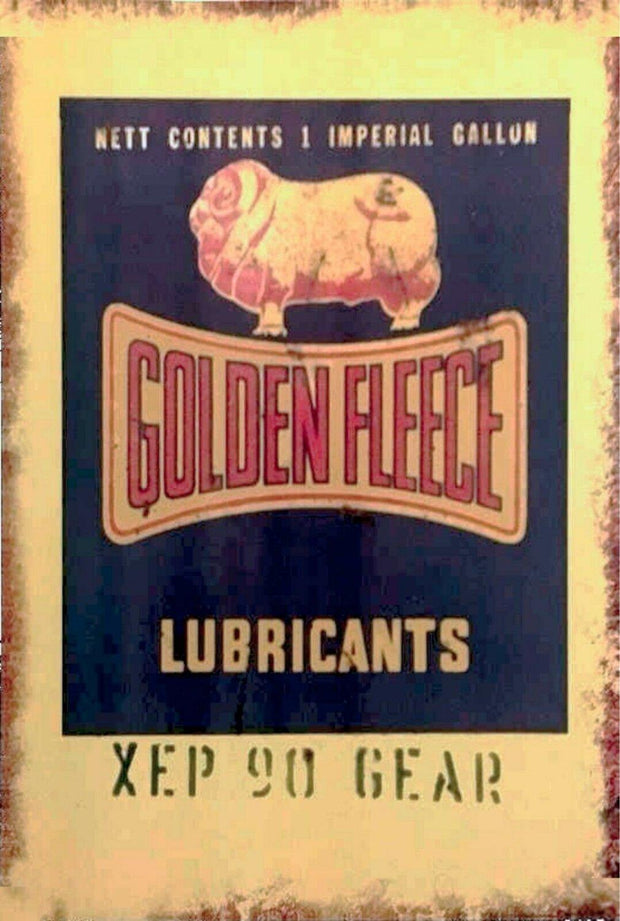 NETT CONTENTS 1 IMPERIAL GALLON
GOLDEN FLEECE
LUBRICANTS
XEP 90 GEAR